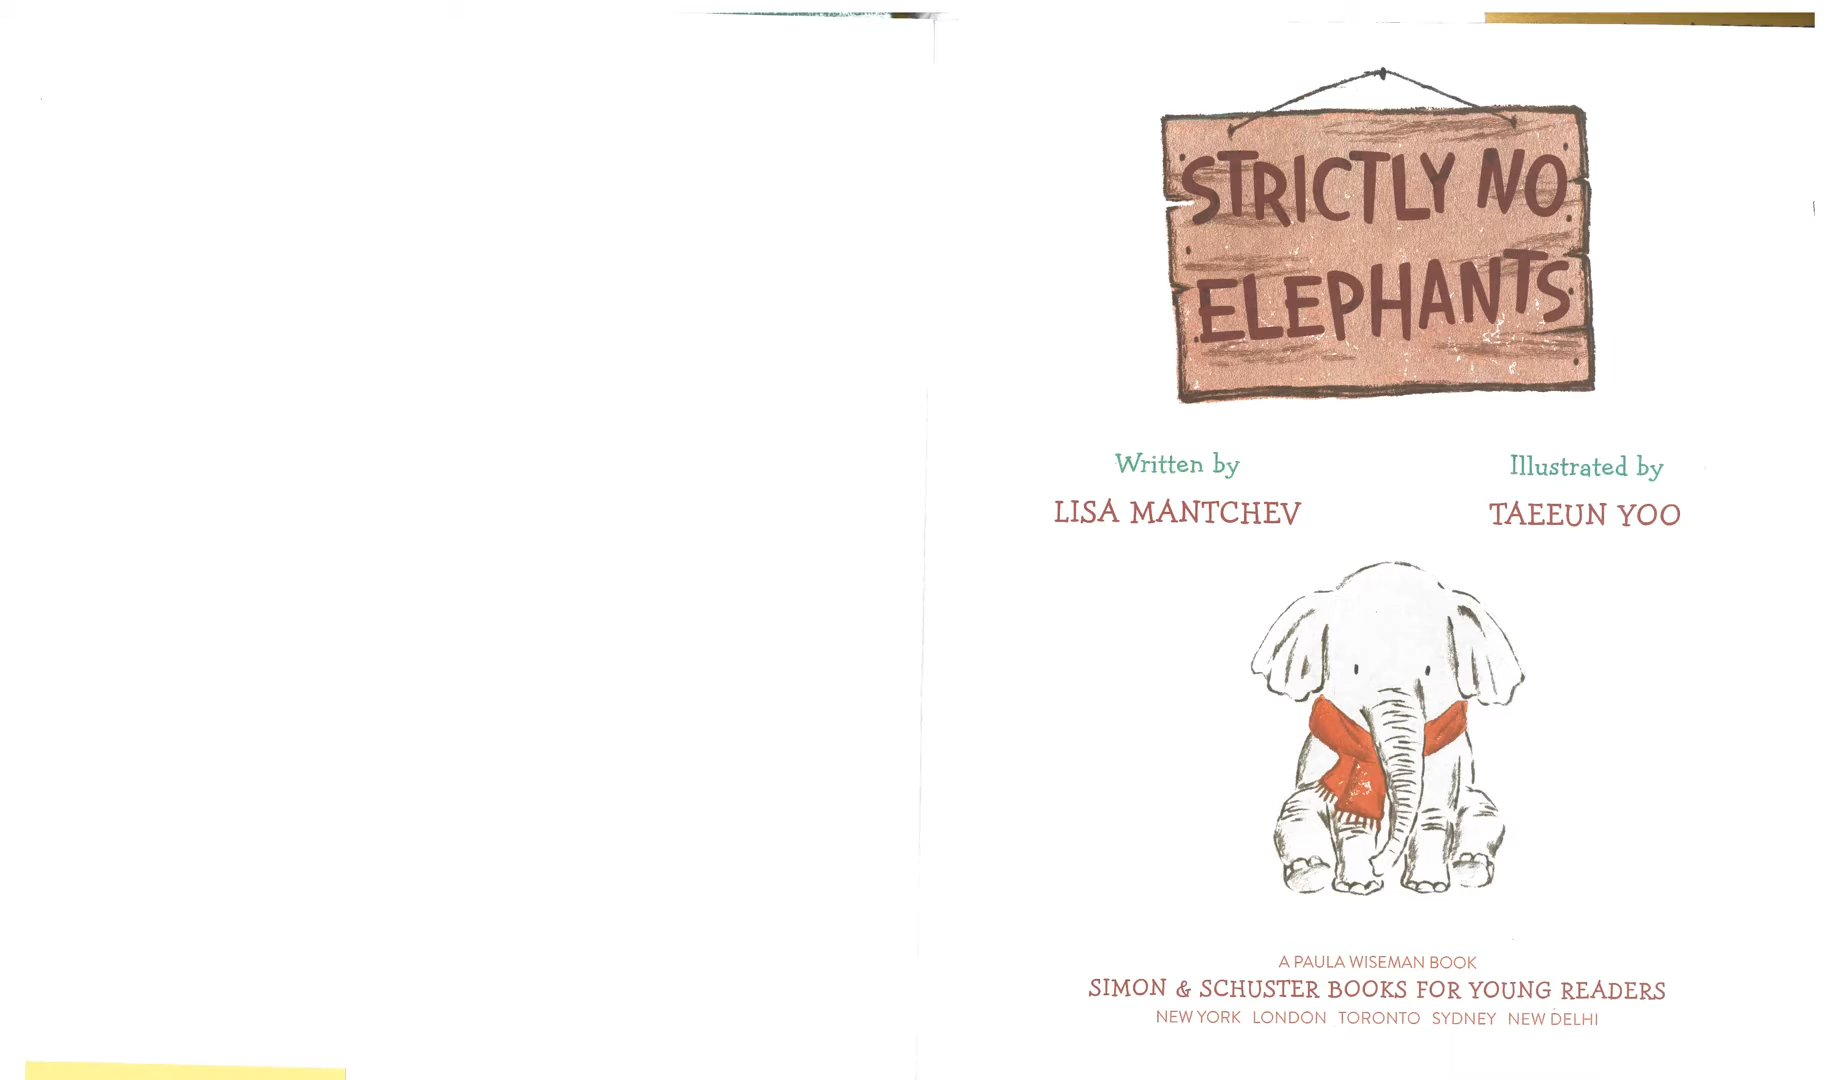 STRICTLY NO
ELEPHANTS
Written by
LISA MANTCHEV
Illustrated by
TAEEUN YOO
A PAULA WISEMAN BOOK
SIMON & SCHUSTER BOOKS FOR YOUNG READERS
NEW YORK LONDON TORONTO SYDNEY NEW DELHI